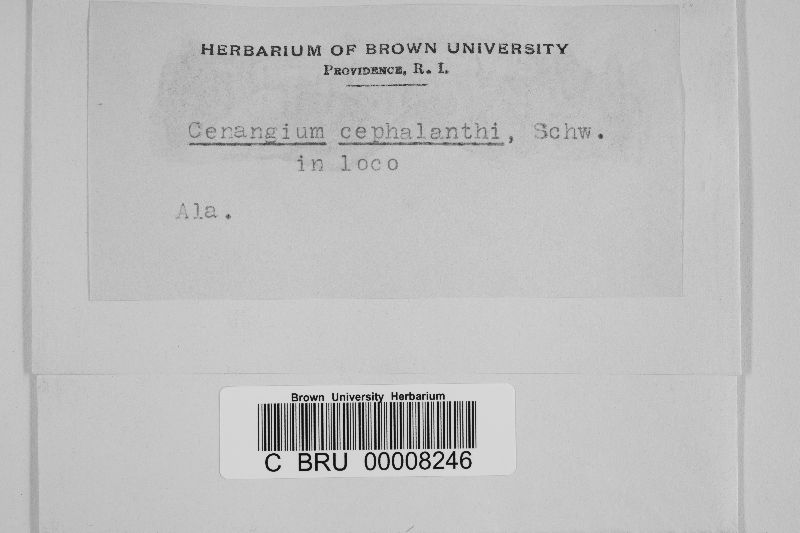 HERBARIUM OF BROWN UNIVERSITY
PROVIDENCE, R. I.
Cenangium cephalanthi, Schw.
in loco
Ala.
Brown University Herbarium
C BRU 00008246